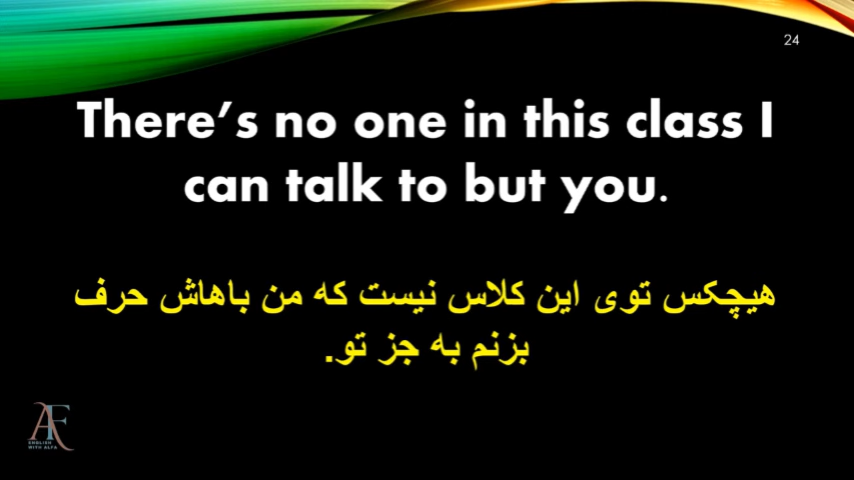 24
There's no one in this class I
can talk to but you.
هیچکس توی این کلاس نیست که من باهاش حرف
بزنم به جز تو.
AF
ENGLISH
WITH ALFA